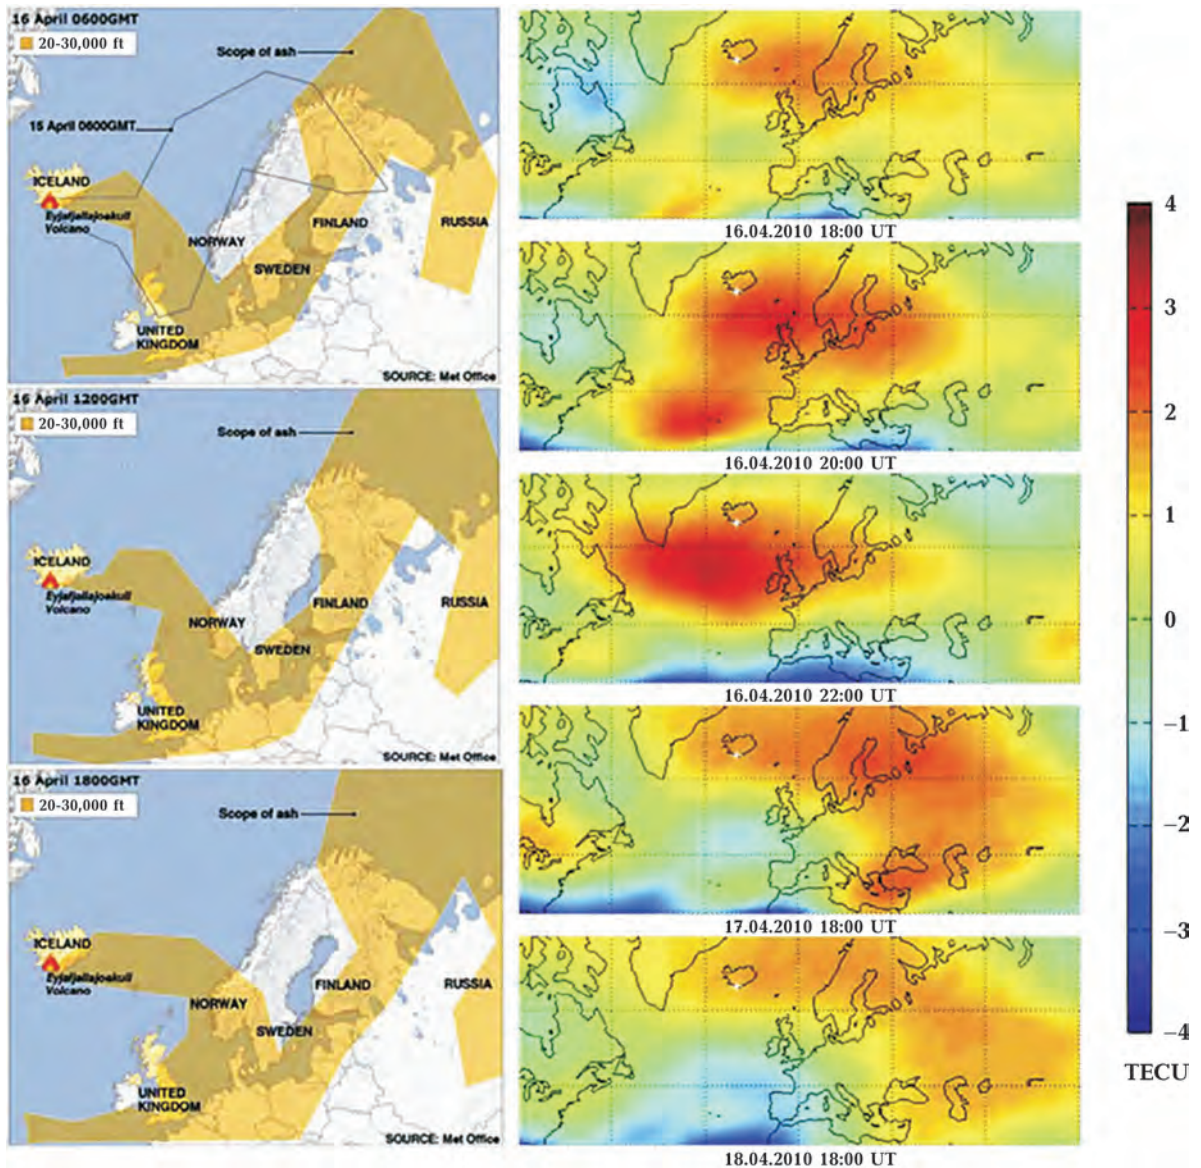 16 April 0600GMT
20-30,000 ft
Scope of ash
15 April 0600GMT
ICELAND
Eyjafjallajoekull
Volcano
NORWAY
FINLAND
RUSSIA
SWEDEN
UNITED
KINGDOM
SOURCE: Met Office
16 April 1200GMT
20-30,000 ft
Scope of ash
ICELAND
Eyjafjallajoekull
Volcano
NORWAY
FINLAND
RUSSIA
SWEDEN
UNITED
KINGDOM
SOURCE: Met Office
16 April 1800GMT
20-30,000 ft
Scope of ash
ICELAND
Eyjafjallajoekull
Volcano
NORWAY
FINLAND
RUSSIA
SWEDEN
UNITED
KINGDOM
SOURCE: Met Office
16.04.2010 18:00 UT
16.04.2010 20:00 UT
16.04.2010 22:00 UT
17.04.2010 18:00 UT
18.04.2010 18:00 UT
4
3
2
1
0
−1
−2
−3
−4
TECU